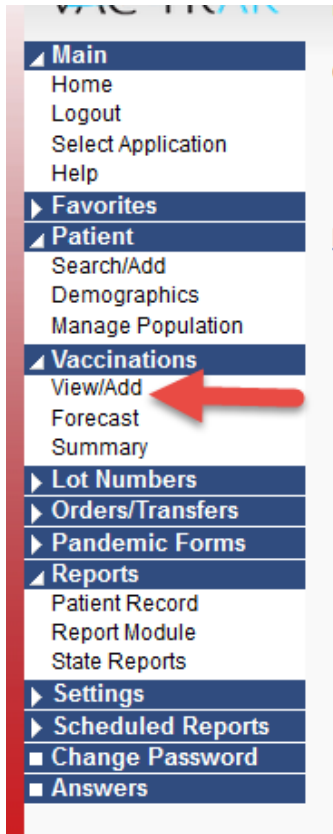 Main
Home
Logout
Select Application
Help
Favorites
Patient
Search/Add
Demographics
Manage Population
Vaccinations
View/Add
Forecast
Summary
Lot Numbers
Orders/Transfers
Pandemic Forms
Reports
Patient Record
Report Module
State Reports
Settings
Scheduled Reports
Change Password
Answers